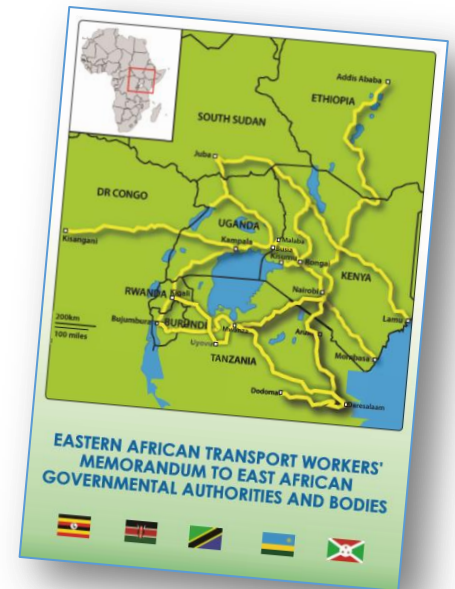 Addis Ababa
ETHIOPIA
SOUTH SUDAN
Juba
DR CONGO
UGANDA
Kisangani
Kampala
Malaba
Busia
Kisumu
Bongai
KENYA
RWANDA
Nairobi
Lamu
200km
100 miles
Bujumbura
BURUNDI
Mwanza
TANZANIA
Mombasa
Dodoma
Daresalaam
EASTERN AFRICAN TRANSPORT WORKERS'
MEMORANDUM TO EAST AFRICAN
GOVERNMENTAL AUTHORITIES AND BODIES